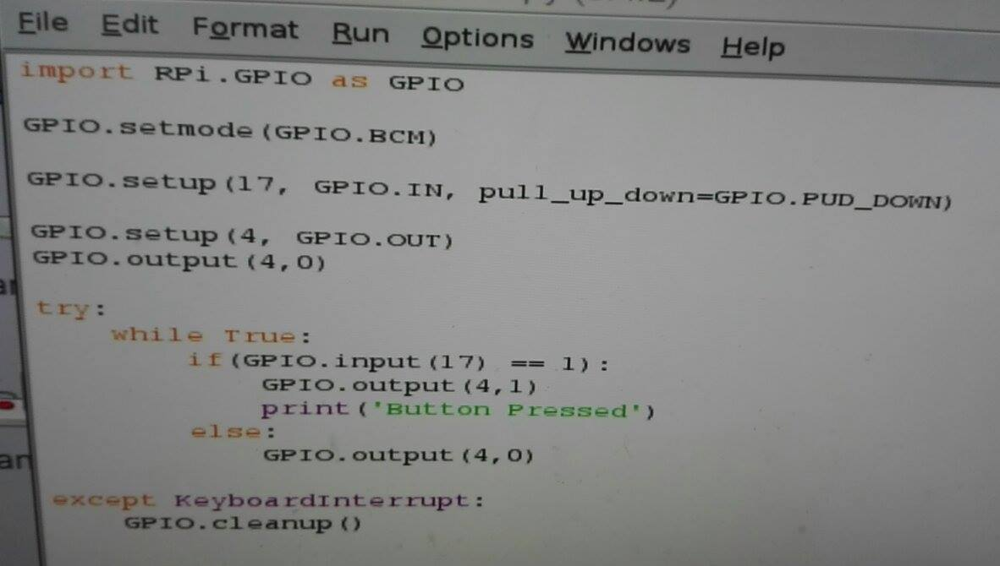 File Edit Format Run Options Windows Help
import RPi.GPIO as GPIO
GPIO.setmode(GPIO.BCM)
GPIO.setup(17, GPIO.IN, pull_up_down=GPIO.PUD_DOWN)
GPIO.setup(4, GPIO.OUT)
GPIO.output(4,0)
try:
    while True:
        if(GPIO.input(17) == 1):
            GPIO.output(4,1)
            print('Button Pressed')
        else:
            GPIO.output(4,0)
except KeyboardInterrupt:
    GPIO.cleanup()